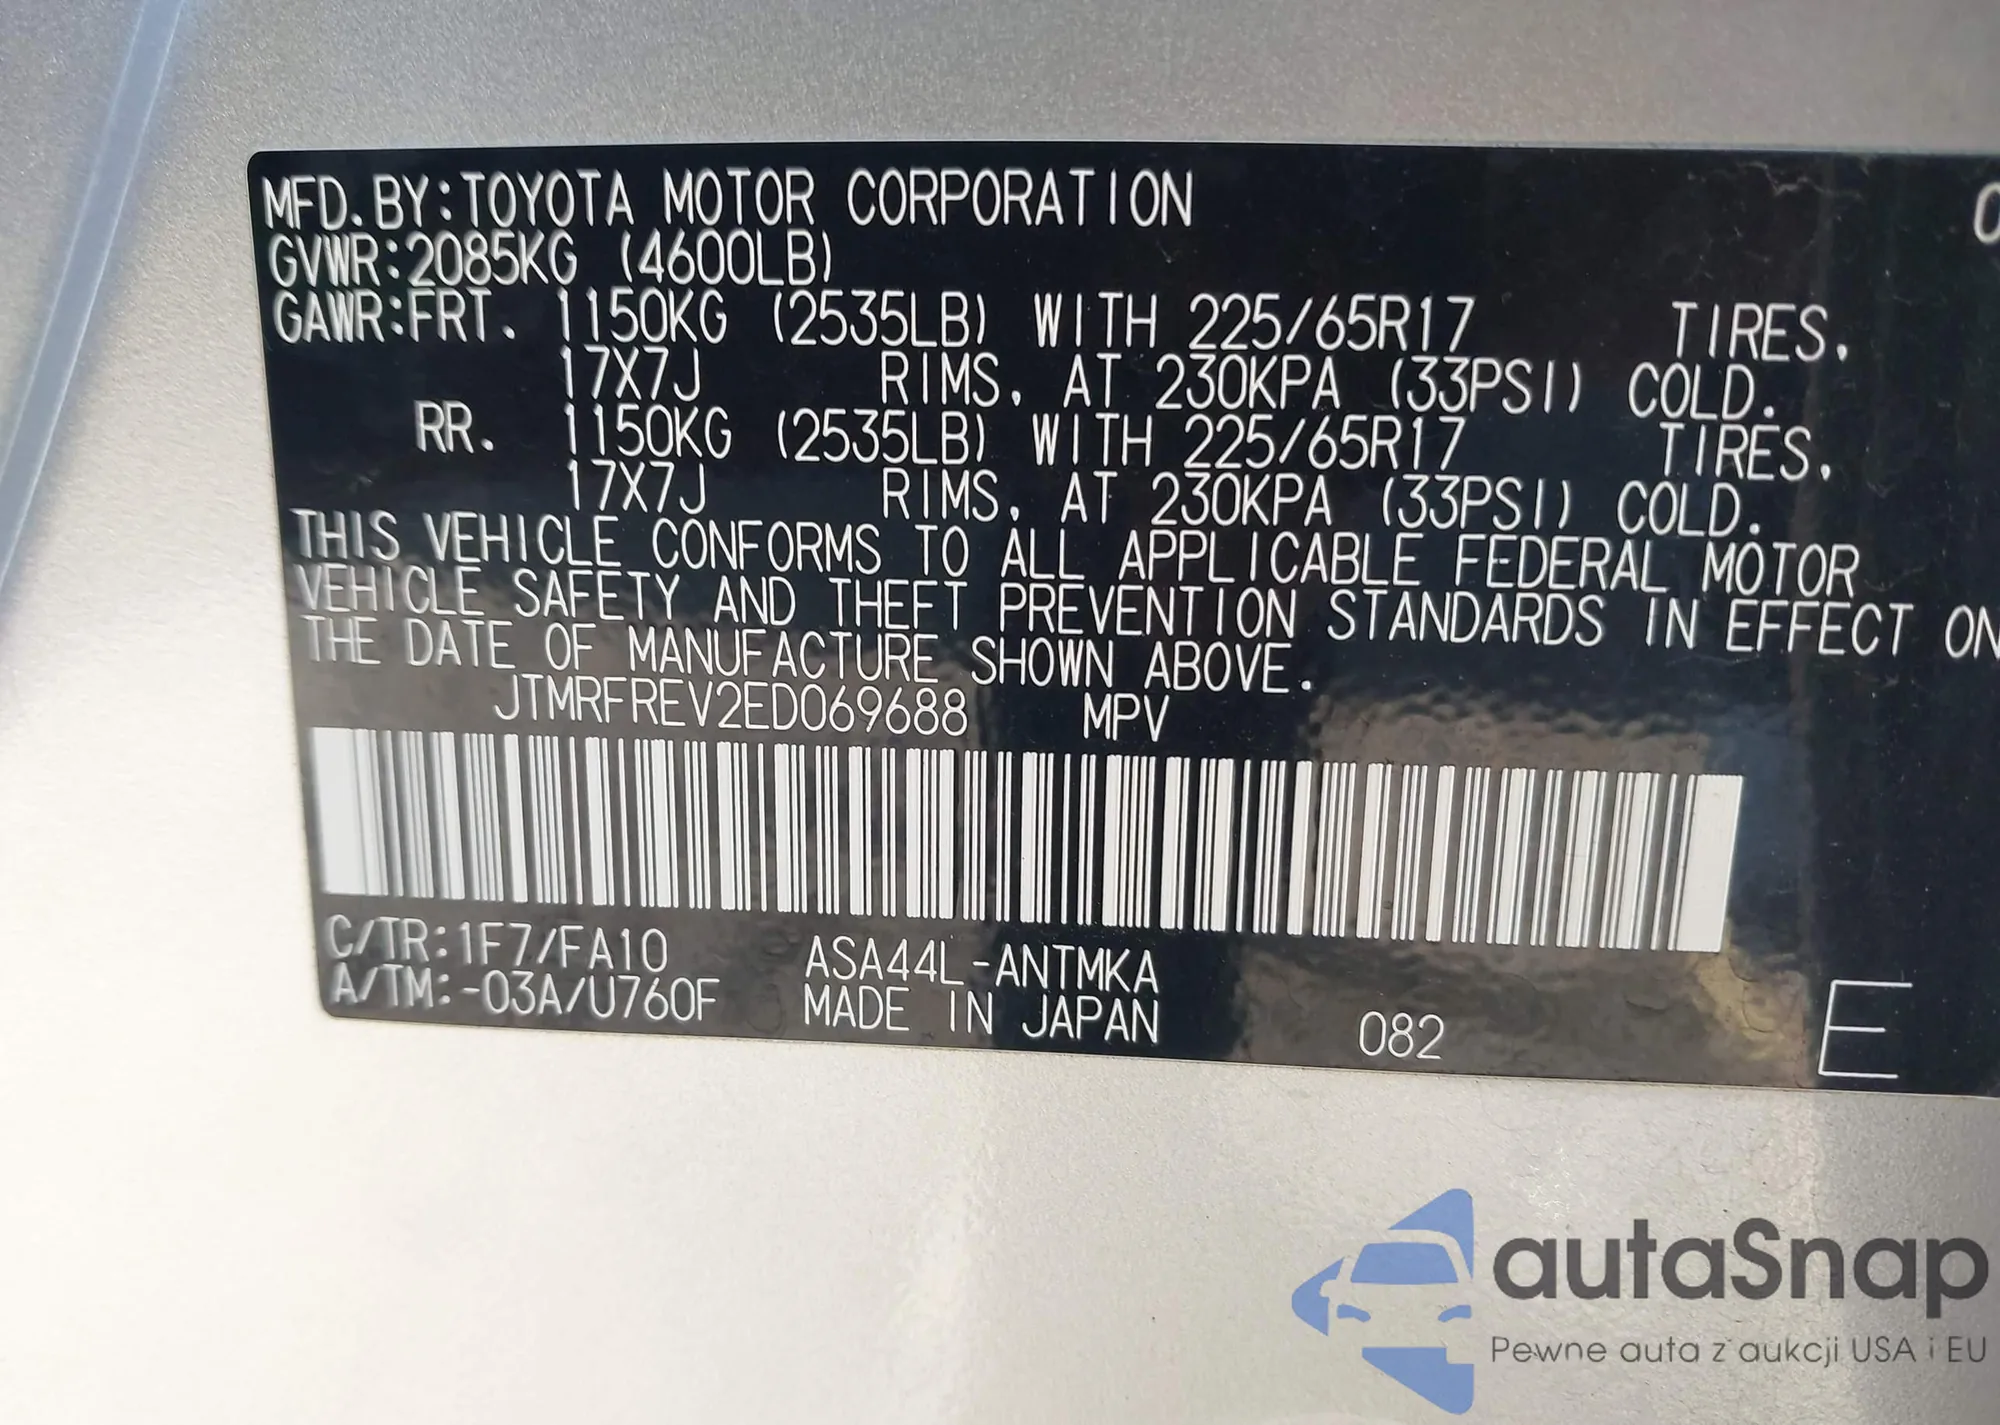 MFD.BY:TOYOTA MOTOR CORPORATION 0
GVWR:2085KG (4600LB)
GAWR:FRT. 1150KG (2535LB) WITH 225/65R17 TIRES.
17X7J RIMS, AT 230KPA (33PSI) COLD.
RR. 1150KG (2535LB) WITH 225/65R17 TIRES,
17X7J RIMS, AT 230KPA (33PSI) COLD.
THIS VEHICLE CONFORMS TO ALL APPLICABLE FEDERAL MOTOR
VEHICLE SAFETY AND THEFT PREVENTION STANDARDS IN EFFECT ON
THE DATE OF MANUFACTURE SHOWN ABOVE.
JTMRFREV2ED069688 MPV
C/TR:1F7/FA10 ASA44L-ANTMKA
A/TM:-03A/U760F MADE IN JAPAN 082 E
autaSnap
Pewne auta z aukcji USA i EU